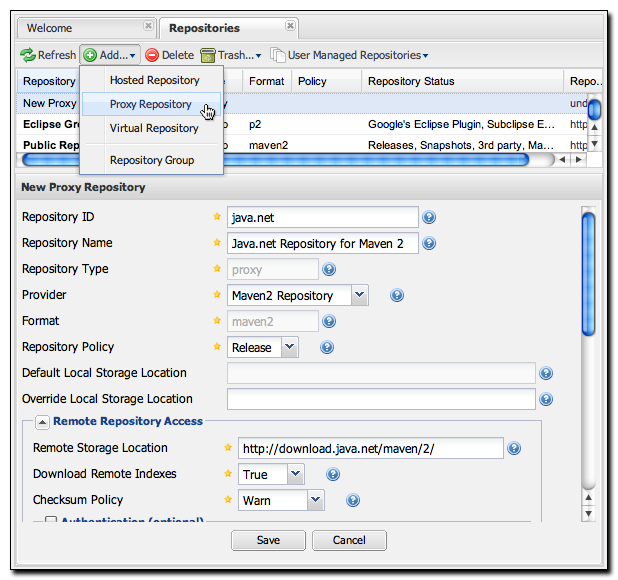 Welcome
Repositories
Refresh Add... Delete Trash... User Managed Repositories
Repository Format Policy Repository Status Repo...
Hosted Repository
New Proxy und
Proxy Repository
Eclipse Gro p2 Google's Eclipse Plugin, Subclipse E... http
Virtual Repository
Public Rep maven2 Releases, Snapshots, 3rd party, Ma... http
Repository Group
New Proxy Repository
Repository ID java.net
Repository Name Java.net Repository for Maven 2
Repository Type proxy
Provider Maven2 Repository
Format maven2
Repository Policy Release
Default Local Storage Location
Override Local Storage Location
Remote Repository Access
Remote Storage Location http://download.java.net/maven/2/
Download Remote Indexes True
Checksum Policy Warn
Authentication (optional)
Save Cancel